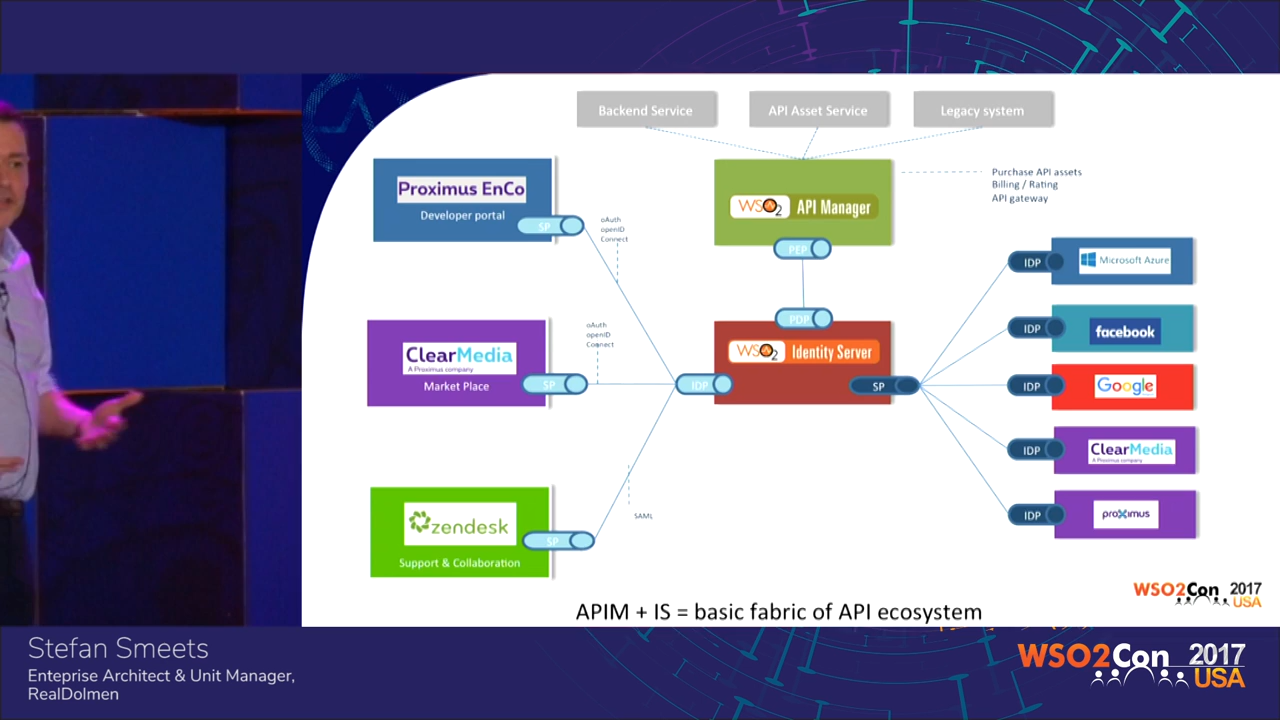 Backend Service
API Asset Service
Legacy system
Proximus EnCo
Developer portal
SP
oAuth
openID
Connect
WSO2 API Manager
PEP
Purchase API assets
Billing / Rating
API gateway
ClearMedia
A Proximus company
Market Place
SP
oAuth
openID
Connect
IDP
PDP
WSO2 Identity Server
SP
IDP
Microsoft Azure
IDP
facebook
IDP
Google
IDP
ClearMedia
A Proximus company
IDP
proximus
zendesk
Support & Collaboration
SP
SAML
APIM + IS = basic fabric of API ecosystem
WSO2Con 2017
USA
Stefan Smeets
Enteprise Architect & Unit Manager,
RealDolmen
WSO2Con 2017
USA